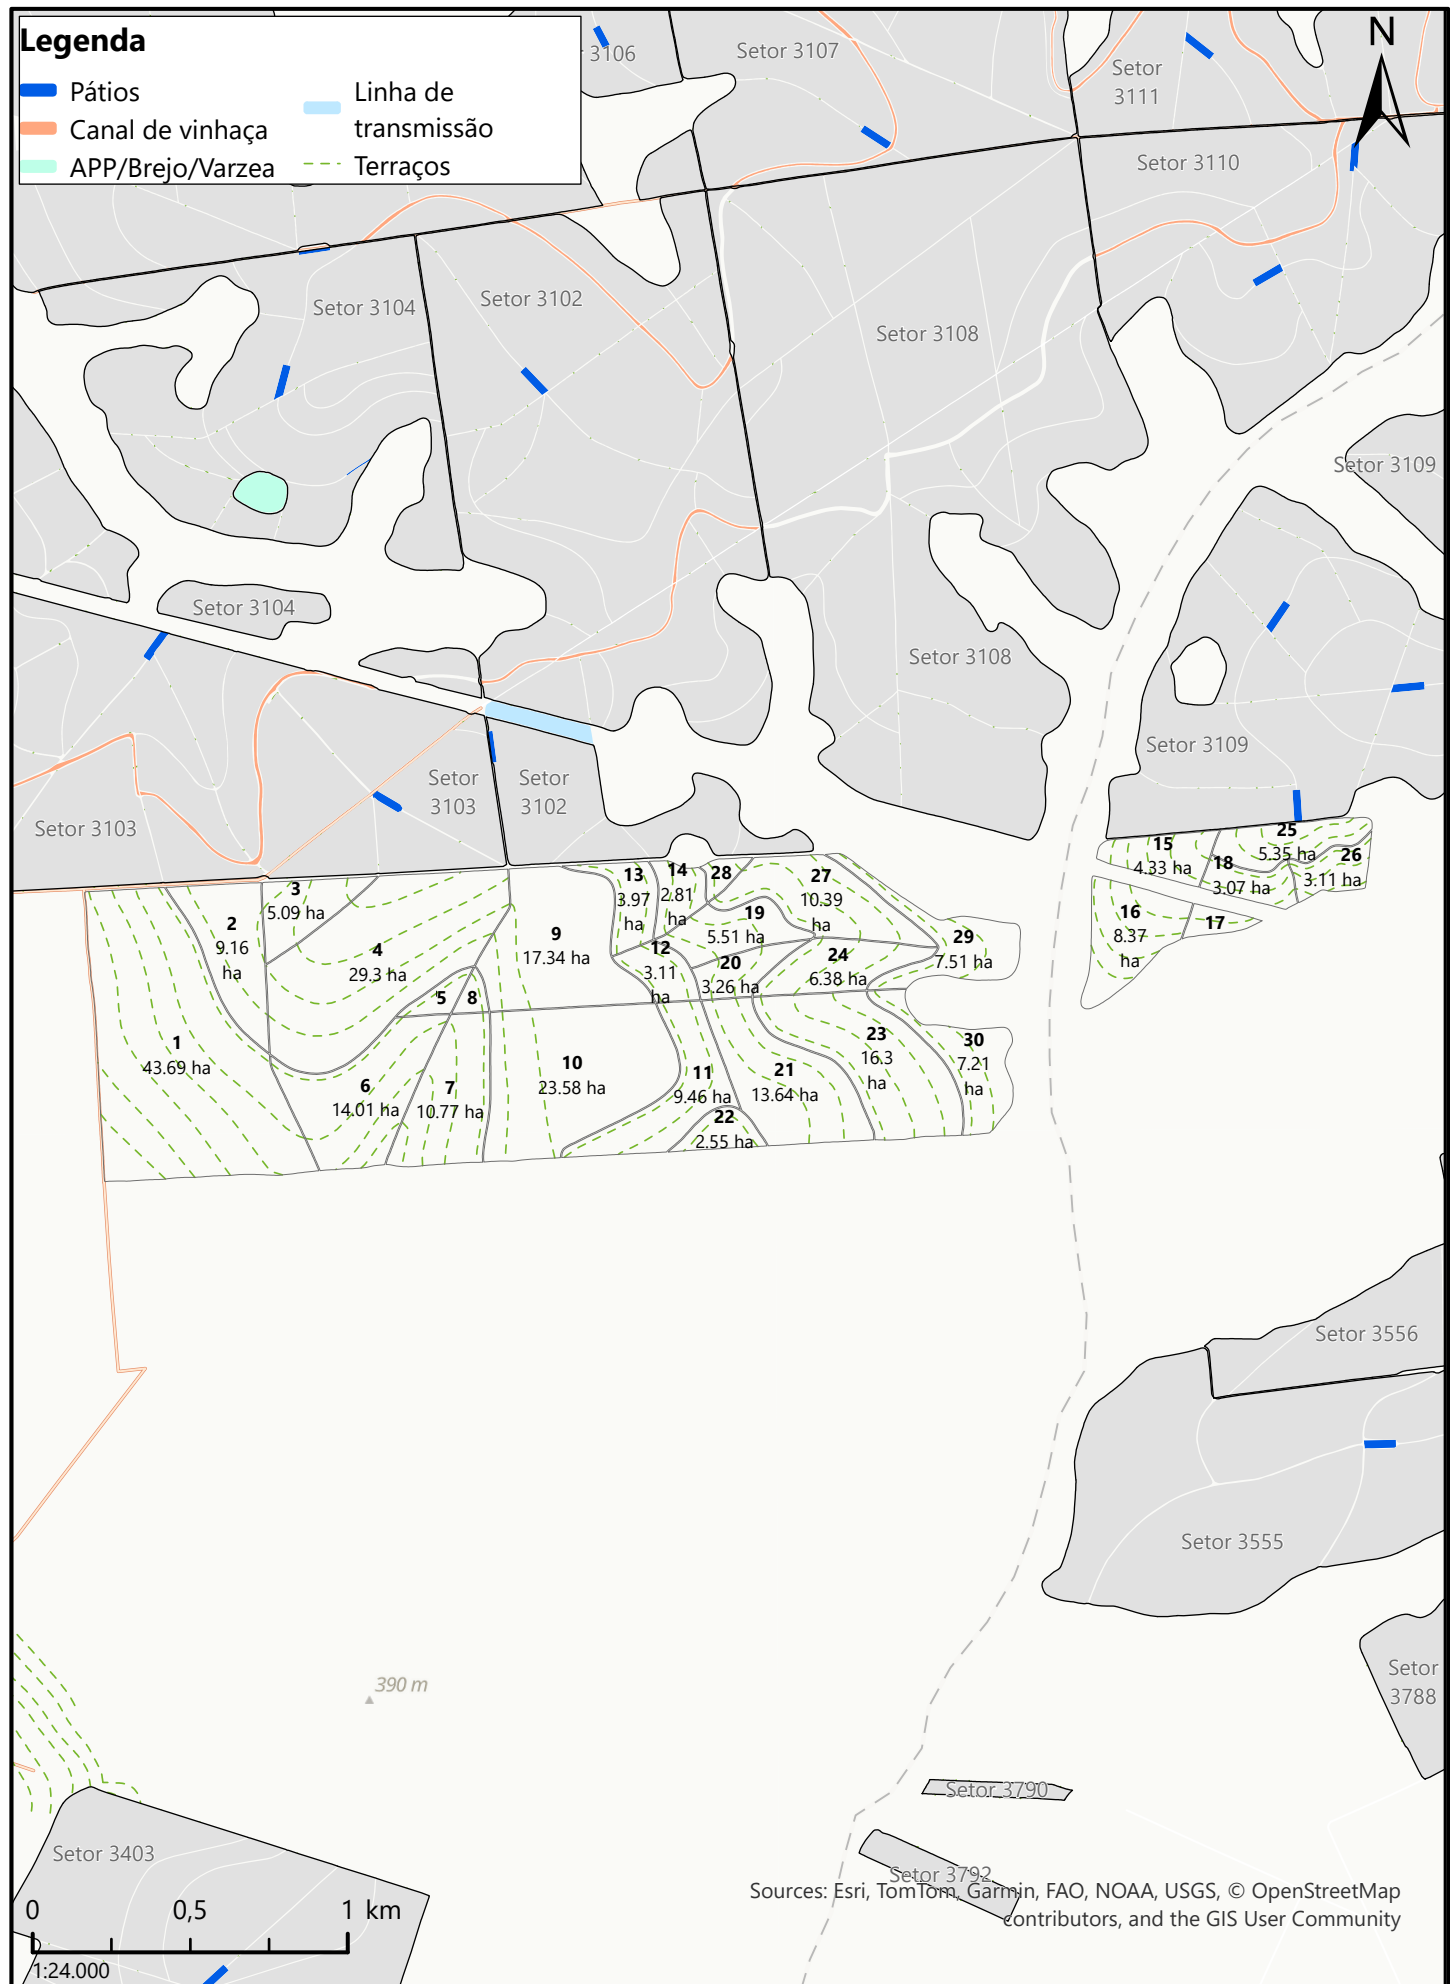 Legenda
Pátios
Canal de vinhaça
APP/Brejo/Varzea
Linha de
transmissão
Terraços
N
3106
Setor 3107
Setor
3111
Setor 3110
Setor 3104
Setor 3102
Setor 3108
Setor 3109
Setor 3104
Setor 3108
Setor 3109
Setor
3103
Setor
3102
Setor 3103
1
43.69 ha
2
9.16
ha
3
5.09 ha
4
29.3 ha
5
8
6
14.01 ha
7
10.77 ha
9
17.34 ha
10
23.58 ha
11
9.46 ha
12
3.11
ha
13
3.97
ha
14
2.81
ha
28
27
10.39
ha
19
5.51 ha
20
3.26 ha
24
6.38 ha
29
7.51 ha
21
13.64 ha
22
2.55 ha
23
16.3
ha
30
7.21
ha
15
4.33 ha
18
3.07 ha
25
5.35 ha
26
3.11 ha
16
8.37
ha
17
Setor 3556
Setor 3555
390 m
Setor
3788
Setor 3790
Setor 3792
Setor 3403
0 0,5 1 km
1:24.000
Sources: Esri, TomTom, Garmin, FAO, NOAA, USGS, © OpenStreetMap
contributors, and the GIS User Community